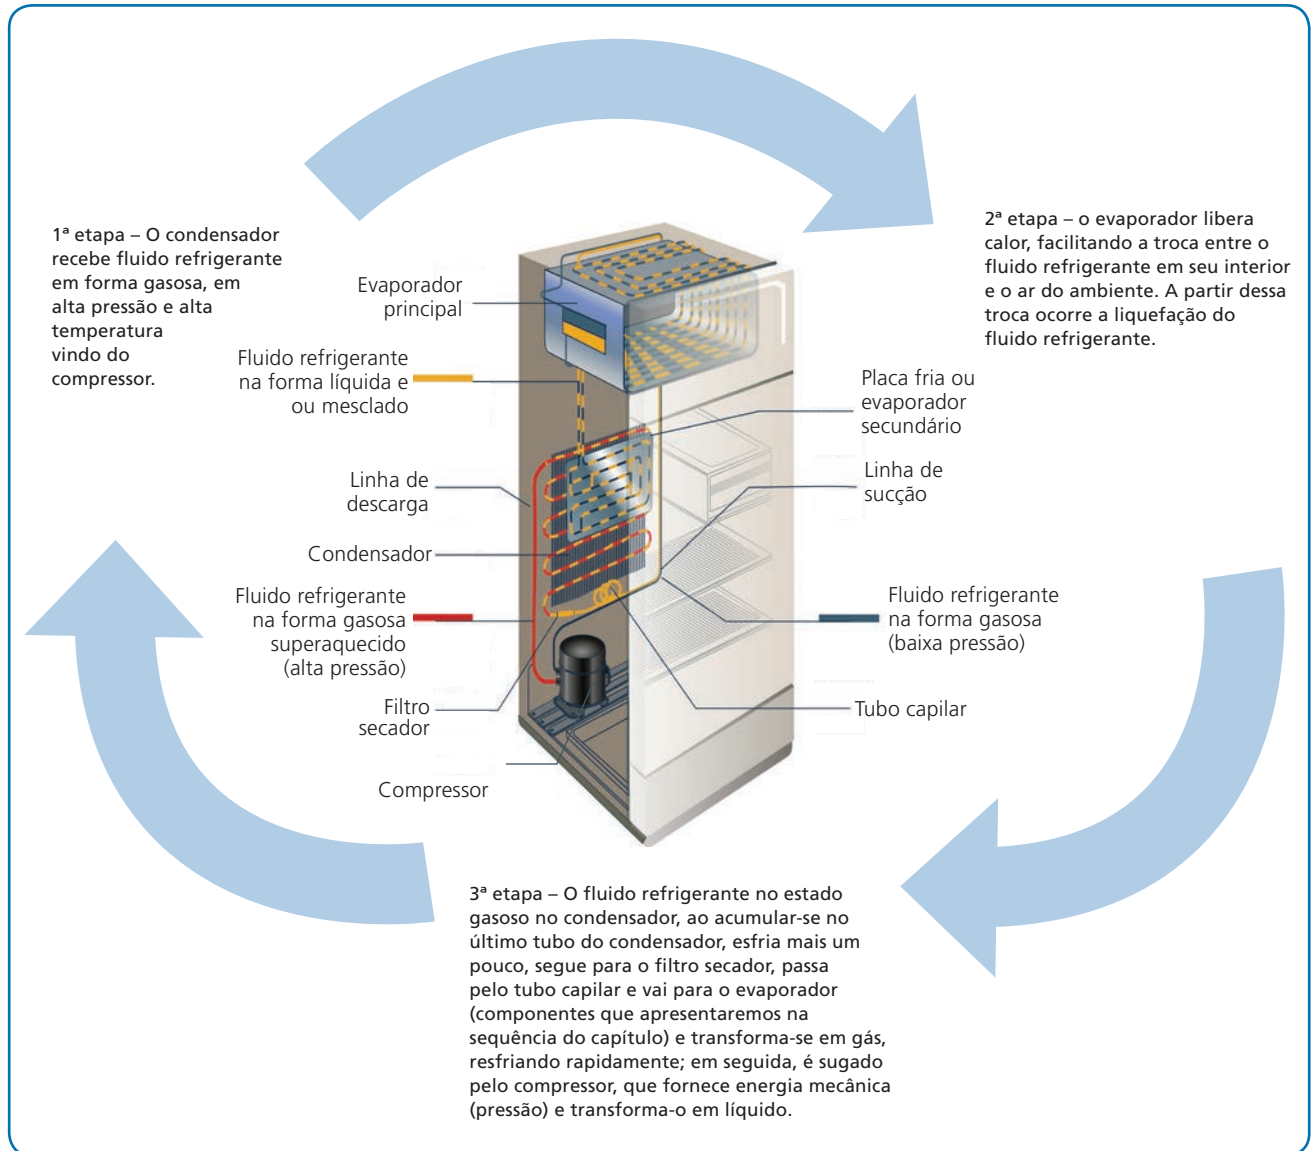 1ª etapa – O condensador
recebe fluido refrigerante
em forma gasosa, em
alta pressão e alta
temperatura
vindo do
compressor.
2ª etapa – o evaporador libera
calor, facilitando a troca entre o
fluido refrigerante em seu interior
e o ar do ambiente. A partir dessa
troca ocorre a liquefação do
fluido refrigerante.
Evaporador
principal
Fluido refrigerante
na forma líquida e
ou mesclado
Linha de
descarga
Condensador
Fluido refrigerante
na forma gasosa
superaquecido
(alta pressão)
Filtro
secador
Compressor
Placa fria ou
evaporador
secundário
Linha de
sucção
Fluido refrigerante
na forma gasosa
(baixa pressão)
Tubo capilar
3ª etapa – O fluido refrigerante no estado
gasoso no condensador, ao acumular-se no
último tubo do condensador, esfria mais um
pouco, segue para o filtro secador, passa
pelo tubo capilar e vai para o evaporador
(componentes que apresentaremos na
sequência do capítulo) e transforma-se em gás,
resfriando rapidamente; em seguida, é sugado
pelo compressor, que fornece energia mecânica
(pressão) e transforma-o em líquido.